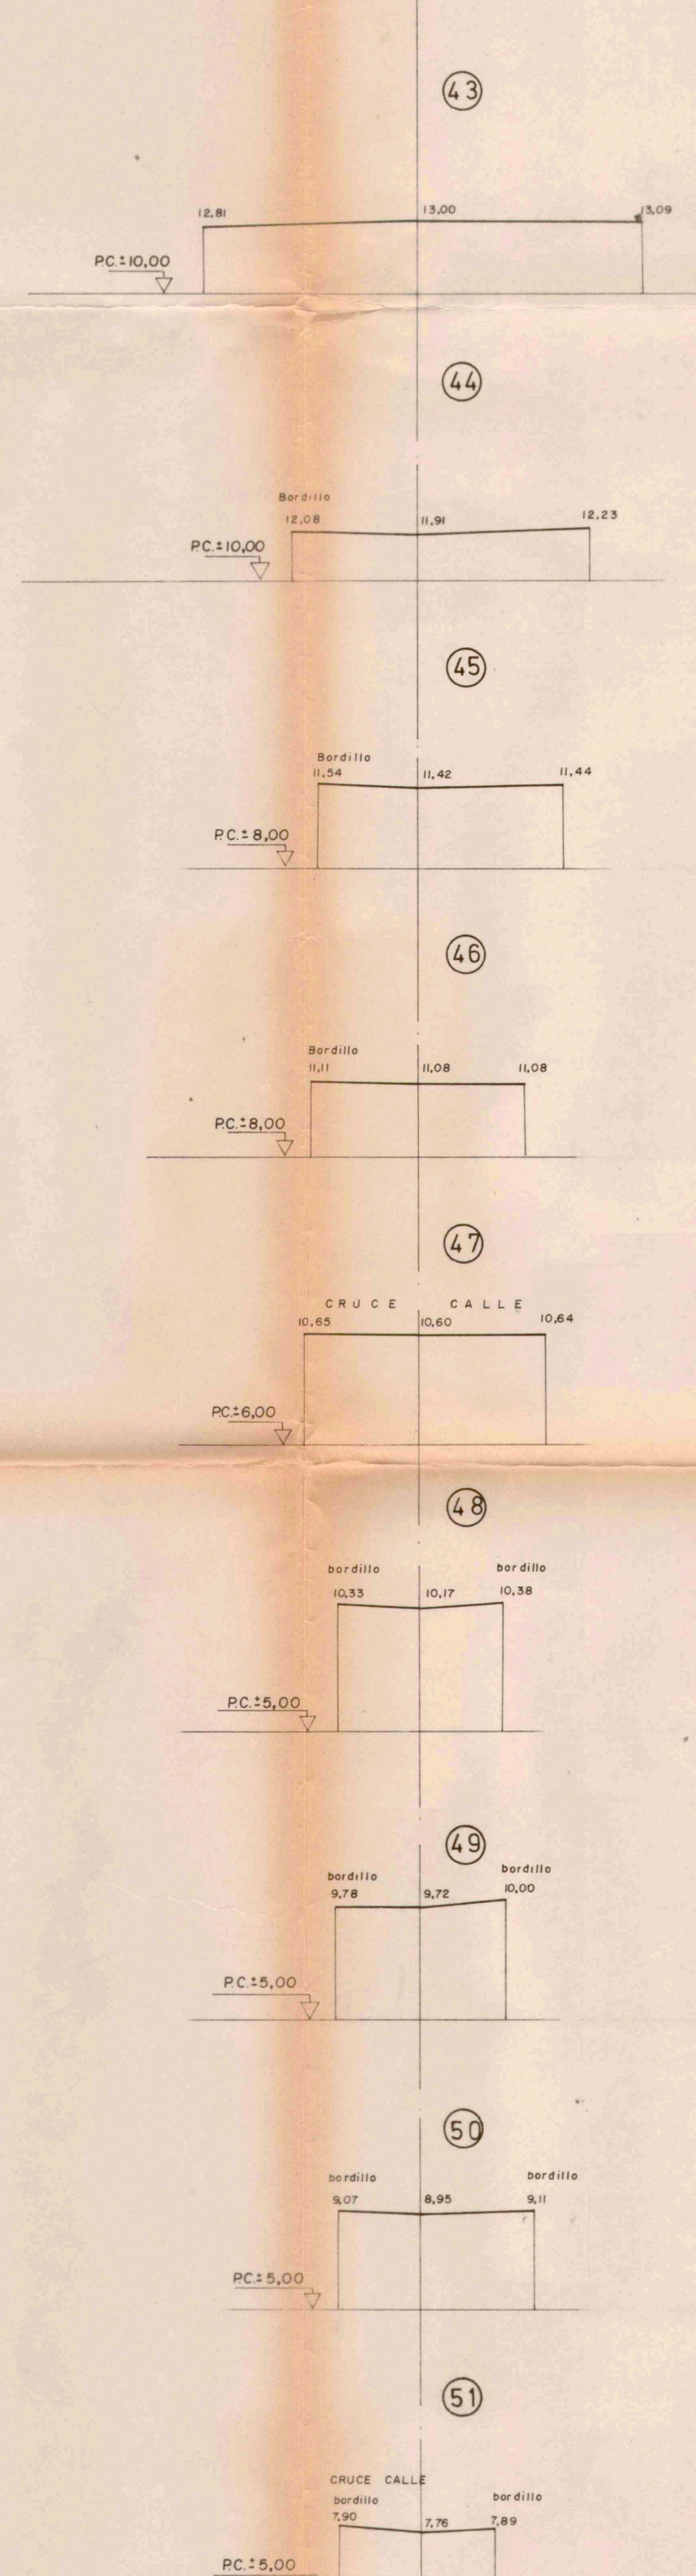 43
12,81 13,00 13,09
P.C.±10,00
44
Bordillo
12,08 11,91 12,23
P.C.±10,00
45
Bordillo
11,54 11,42 11,44
P.C.±8,00
46
Bordillo
11,11 11,08 11,08
P.C.±8,00
47
CRUCE CALLE
10,65 10,60 10,64
P.C.±6,00
48
bordillo bordillo
10,33 10,17 10,38
P.C.±5,00
49
bordillo bordillo
9,78 9,72 10,00
P.C.±5,00
50
bordillo bordillo
9,07 8,95 9,11
P.C.±5,00
51
CRUCE CALLE
bordillo bordillo
7,90 7,76 7,89
P.C.±5,00